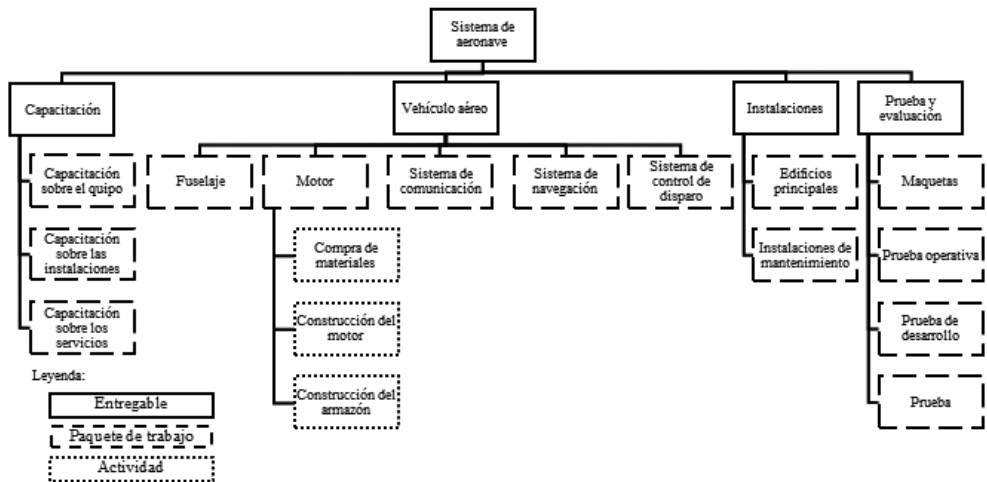 Sistema de
aeronave
Capacitación
Vehículo aéreo
Instalaciones
Prueba y
evaluación
Capacitación
sobre el quipo
Fuselaje
Motor
Sistema de
comunicación
Sistema de
navegación
Sistema de
control de
disparo
Edificios
principales
Maquetas
Capacitación
sobre las
instalaciones
Compra de
materiales
Instalaciones de
mantenimiento
Prueba operativa
Capacitación
sobre los
servicios
Construcción del
motor
Prueba de
desarrollo
Construcción del
armazón
Prueba
Leyenda:
Entregable
Paquete de trabajo
Actividad